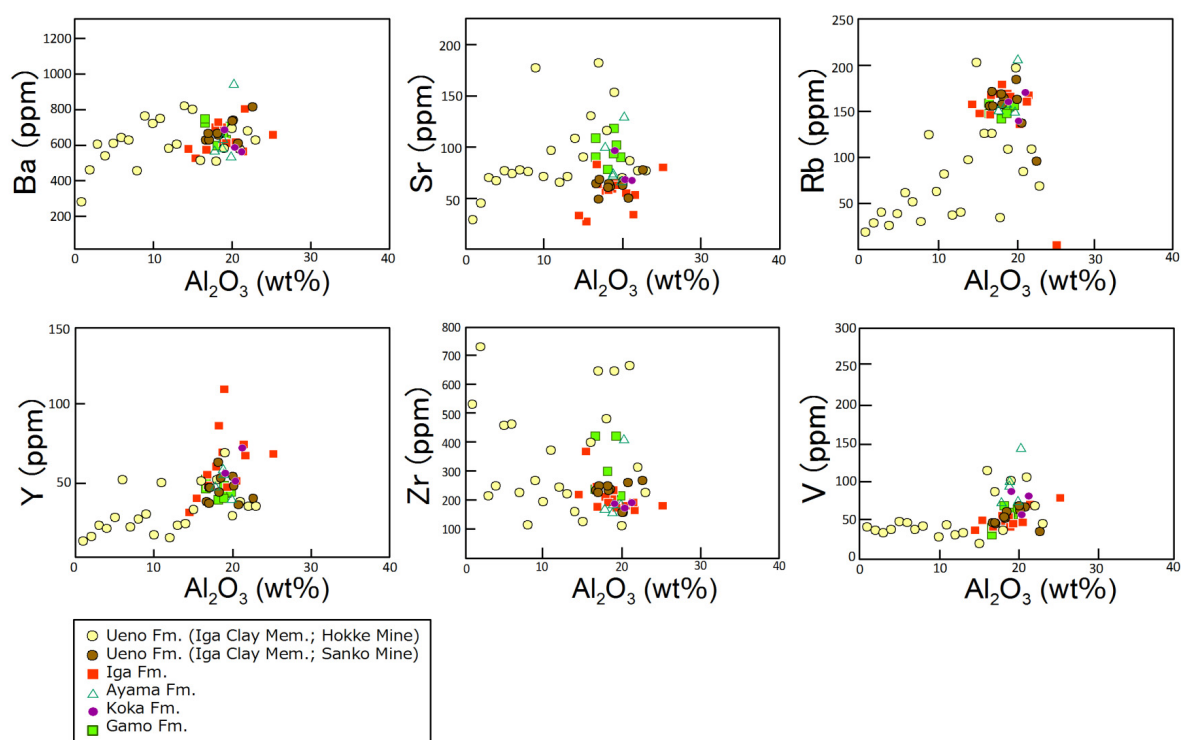 1200
1000
800
600
400
200
Ba (ppm)
0 10 20 30 40
Al₂O₃ (wt%)
200
150
100
50
Sr (ppm)
0 10 20 30 40
Al₂O₃ (wt%)
250
200
150
100
50
0
Rb (ppm)
0 10 20 30 40
Al₂O₃ (wt%)
150
100
50
Y (ppm)
0 10 20 30 40
Al₂O₃ (wt%)
800
700
600
500
400
300
200
100
Zr (ppm)
0 10 20 30 40
Al₂O₃ (wt%)
300
250
200
150
100
50
0
V (ppm)
0 10 20 30 40
Al₂O₃ (wt%)
Ueno Fm. (Iga Clay Mem.; Hokke Mine)
Ueno Fm. (Iga Clay Mem.; Sanko Mine)
Iga Fm.
Ayama Fm.
Koka Fm.
Gamo Fm.